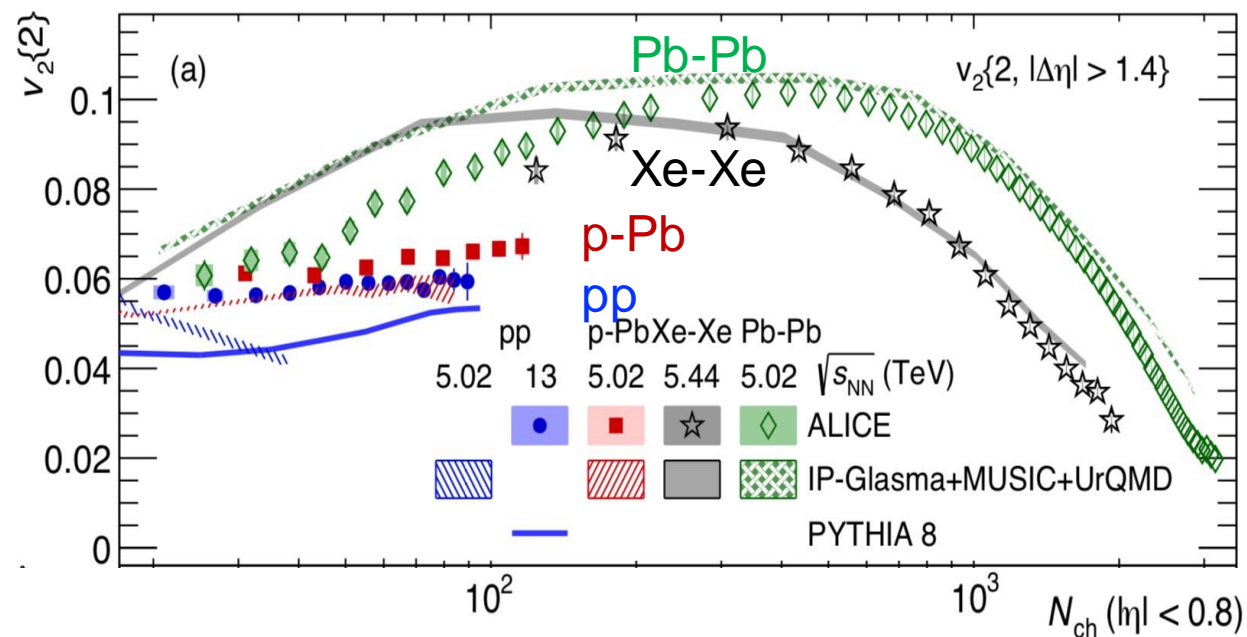 v₂{2}
(a)
Pb-Pb
v₂{2, |Δη| > 1.4}
0.1
0.08
Xe-Xe
p-Pb
0.06
pp
pp p-Pb Xe-Xe Pb-Pb
0.04
5.02 13 5.02 5.44 5.02 √s_NN (TeV)
ALICE
0.02
IP-Glasma+MUSIC+UrQMD
PYTHIA 8
0
10² 10³
N_ch (|η| < 0.8)